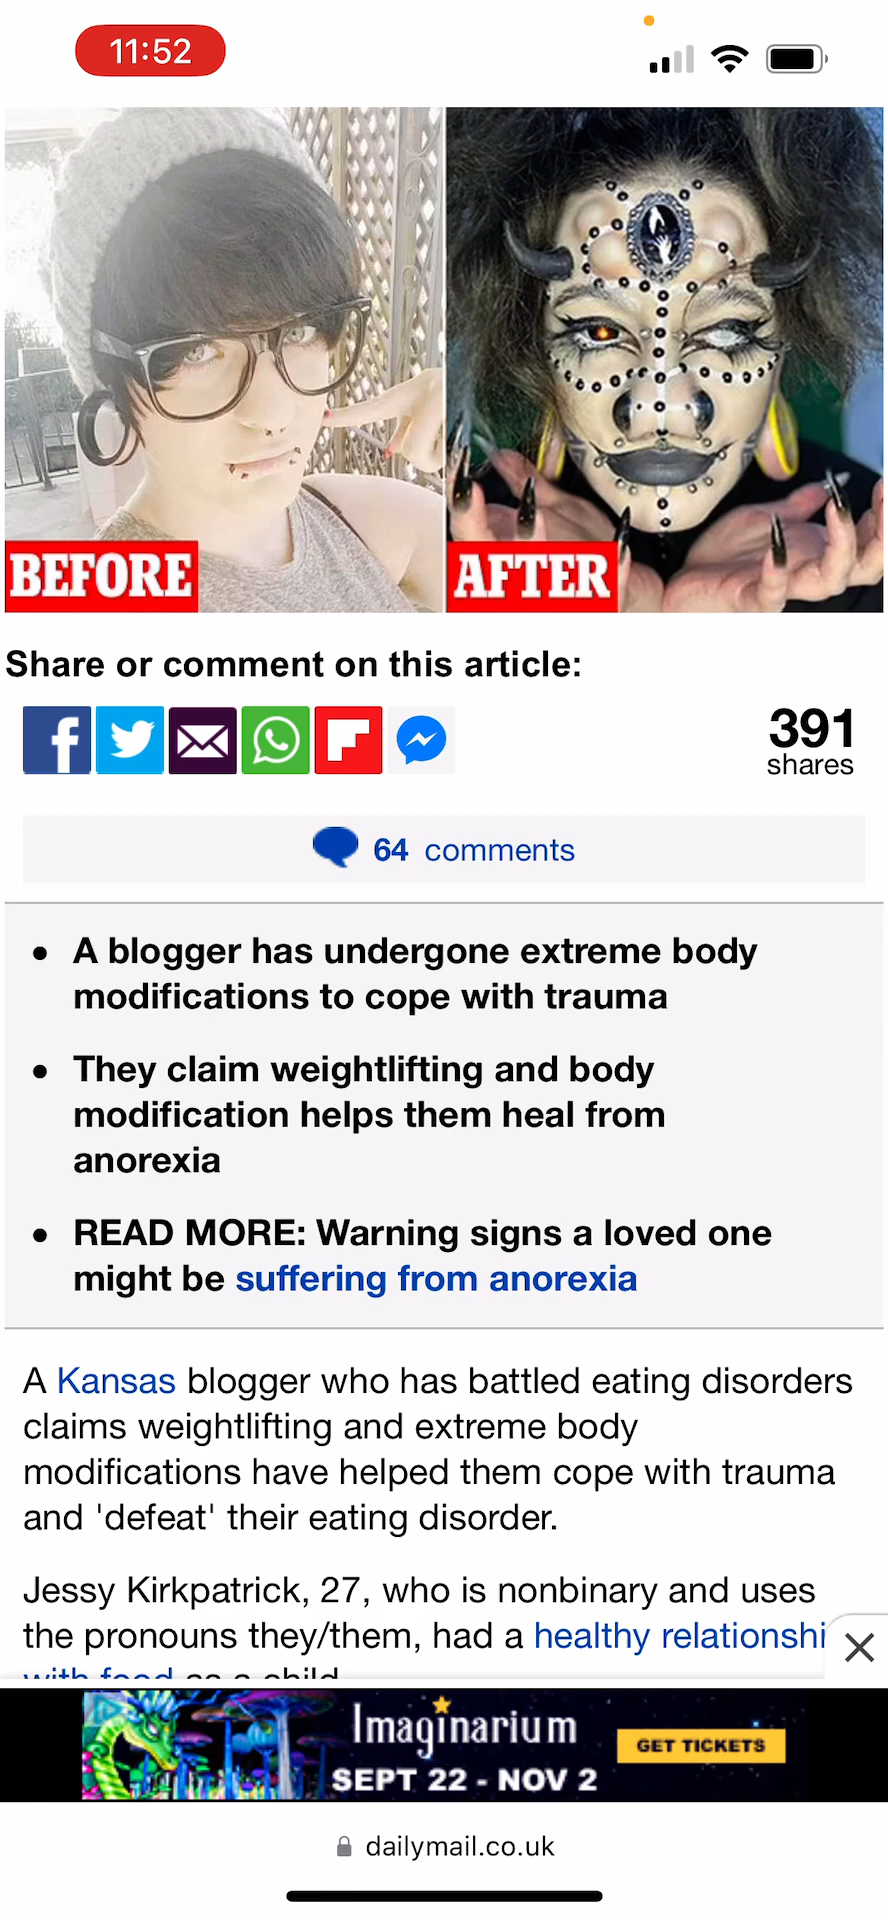 11:52
BEFORE
AFTER
Share or comment on this article:
391
shares
64 comments
• A blogger has undergone extreme body
modifications to cope with trauma
• They claim weightlifting and body
modification helps them heal from
anorexia
• READ MORE: Warning signs a loved one
might be suffering from anorexia
A Kansas blogger who has battled eating disorders
claims weightlifting and extreme body
modifications have helped them cope with trauma
and 'defeat' their eating disorder.
Jessy Kirkpatrick, 27, who is nonbinary and uses
the pronouns they/them, had a healthy relationshi
with food as a child
Imaginarium
GET TICKETS
SEPT 22 - NOV 2
dailymail.co.uk